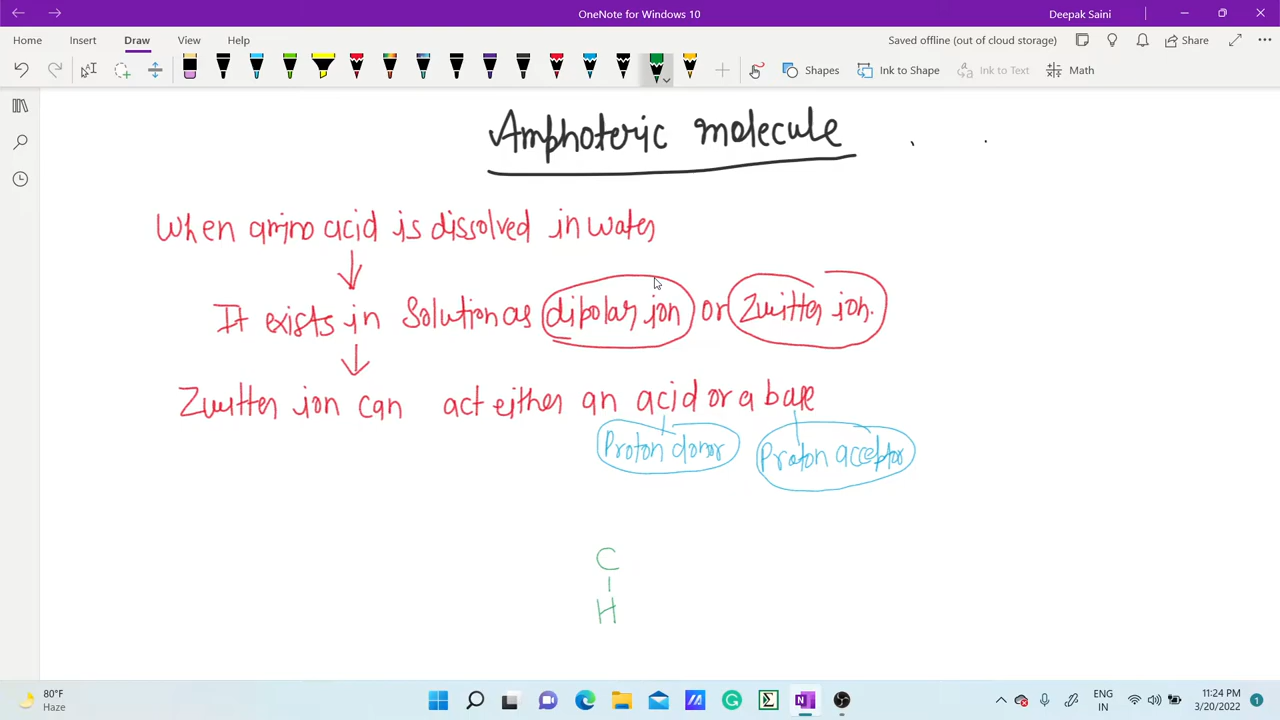 OneNote for Windows 10
Deepak Saini
Home Insert Draw View Help
Saved offline (out of cloud storage)
Share
Shapes
Ink to Shape
Ink to Text
Math
Amphoteric molecule
When amino acid is dissolved in water
It exists in Solution as dipolar ion or Zwitter ion.
Zwitter ion can act either an acid or a base
Proton donor Proton acceptor
C
H
80°F
Haze
ENG
IN
11:24 PM
3/20/2022
1